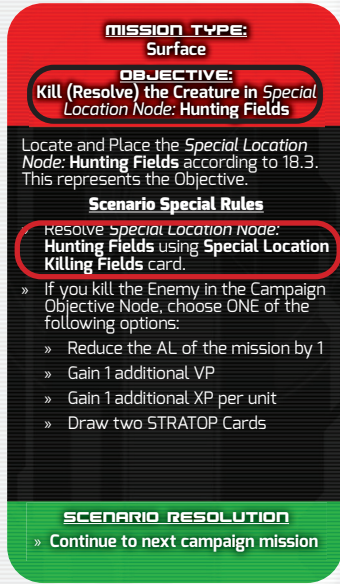 MISSION TYPE:
Surface
OBJECTIVE:
Kill (Resolve) the Creature in Special
Location Node: Hunting Fields
Locate and Place the Special Location
Node: Hunting Fields according to 18.3.
This represents the Objective.
Scenario Special Rules
» Resolve Special Location Node:
Hunting Fields using Special Location
Killing Fields card.
» If you kill the Enemy in the Campaign
Objective Node, choose ONE of the
following options:
» Reduce the AL of the mission by 1
» Gain 1 additional VP
» Gain 1 additional XP per unit
» Draw two STRATOP Cards
SCENARIO RESOLUTION
» Continue to next campaign mission